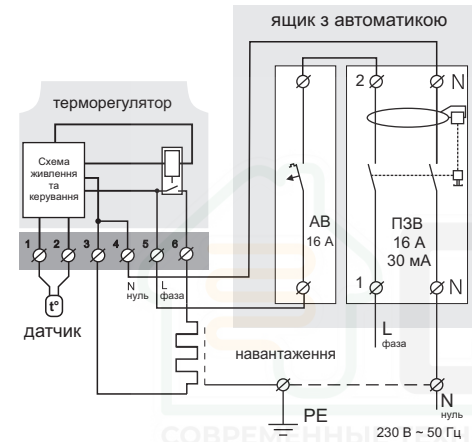 ящик з автоматикою
терморегулятор
2
N
Схема
живлення
та
керування
АВ
16 А
ПЗВ
16 А
30 мА
1
2
3
4
5
6
1
N
N
нуль
L
фаза
t°
датчик
L
фаза
навантаження
PE
N
нуль
230 В ~ 50 Гц
СОВРЕМЕННЫЕ